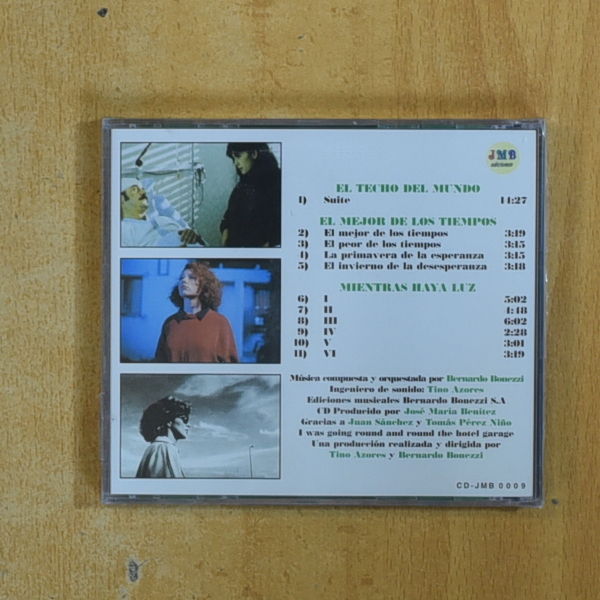 JMB
ediciones
EL TECHO DEL MUNDO
1) Suite 14:27
EL MEJOR DE LOS TIEMPOS
2) El mejor de los tiempos 3:19
3) El peor de los tiempos 3:15
4) La primavera de la esperanza 3:15
5) El invierno de la desesperanza 3:18
MIENTRAS HAYA LUZ
6) I 5:02
7) II 4:48
8) III 6:02
9) IV 2:28
10) V 3:01
11) VI 3:19
Música compuesta y orquestada por Bernardo Bonezzi
Ingeniero de sonido: Tino Azores
Ediciones musicales Bernardo Bonezzi S.A
CD Producido por José María Benítez
Gracias a Juan Sánchez y Tomás Pérez Niño
I was going round and round the hotel garage
Una producción realizada y dirigida por
Tino Azores y Bernardo Bonezzi
CD-JMB 0009